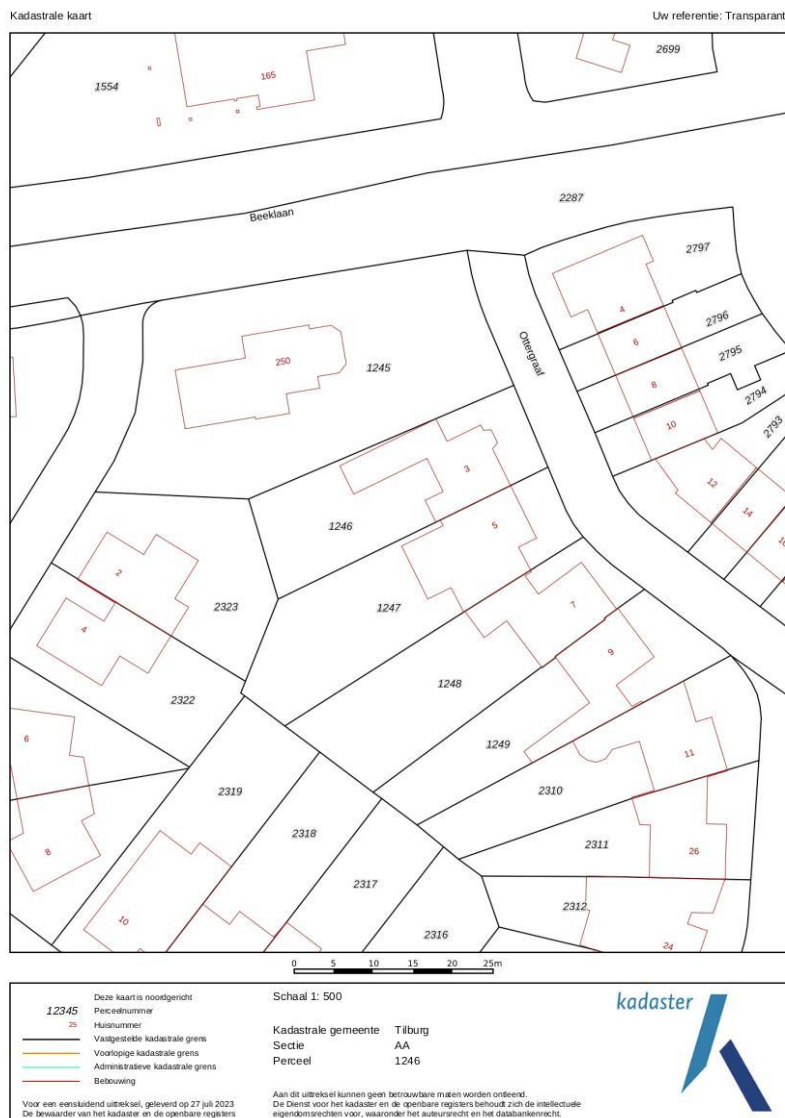 Kadastrale kaart
Uw referentie: Transparant
2699
1554
165
2287
Beeklaan
2797
4
2796
6
Ottergraaf
2795
250
1245
8
2794
10
2793
3
12
1246
5
14
16
2
1247
7
2323
4
9
1248
2322
6
1249
11
2319
2310
2318
2311
26
8
2317
2312
10
2316
24
0 5 10 15 20 25m
Deze kaart is noordgericht
12345 Perceelnummer
25 Huisnummer
Vastgestelde kadastrale grens
Voorlopige kadastrale grens
Administratieve kadastrale grens
Bebouwing
Voor een eensluidend uittreksel, geleverd op 27 juli 2023
De bewaarder van het kadaster en de openbare registers
Schaal 1: 500
Kadastrale gemeente Tilburg
Sectie AA
Perceel 1246
Aan dit uittreksel kunnen geen betrouwbare maten worden ontleend.
De Dienst voor het kadaster en de openbare registers behoudt zich de intellectuele
eigendomsrechten voor, waaronder het auteursrecht en het databankenrecht.
kadaster